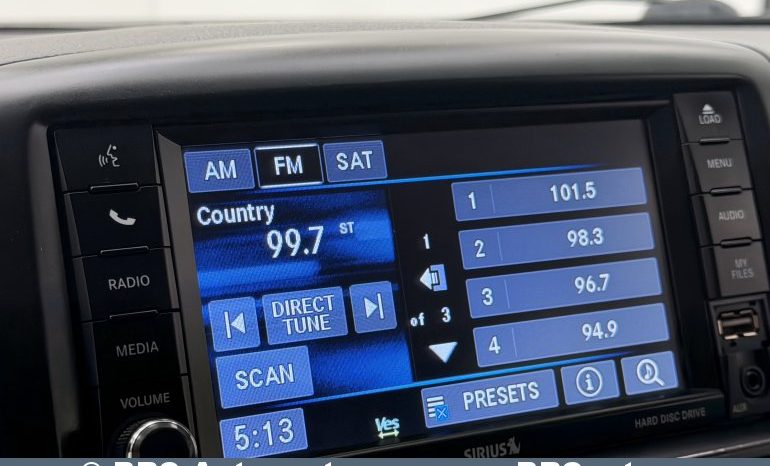 AM FM SAT
Country
99.7 ST
DIRECT
TUNE
SCAN
5:13
1
of 3
1 101.5
2 98.3
3 96.7
4 94.9
PRESETS
Yes
RADIO
MEDIA
VOLUME
LOAD
MENU
AUDIO
MY
FILES
AUX
HARD DISC DRIVE
SIRIUS